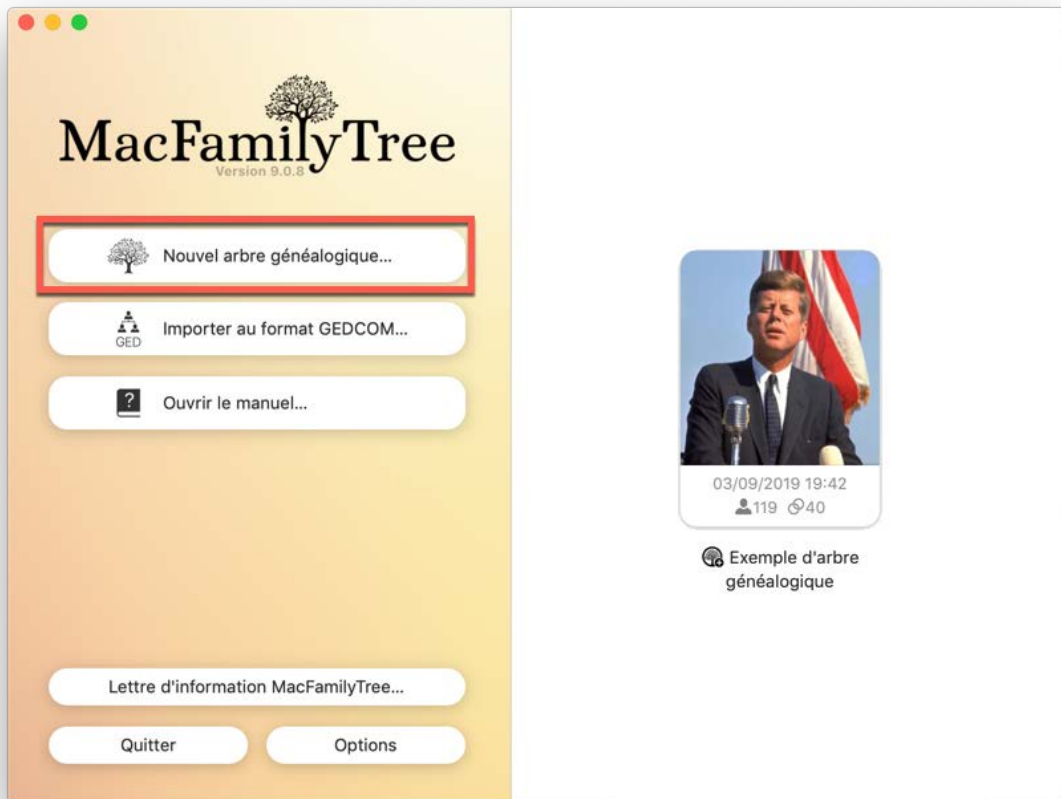 MacFamilyTree
Version 9.0.8
Nouvel arbre généalogique...
GED
Importer au format GEDCOM...
?
Ouvrir le manuel...
Lettre d'information MacFamilyTree...
Quitter
Options
03/09/2019 19:42
119 40
Exemple d'arbre
généalogique